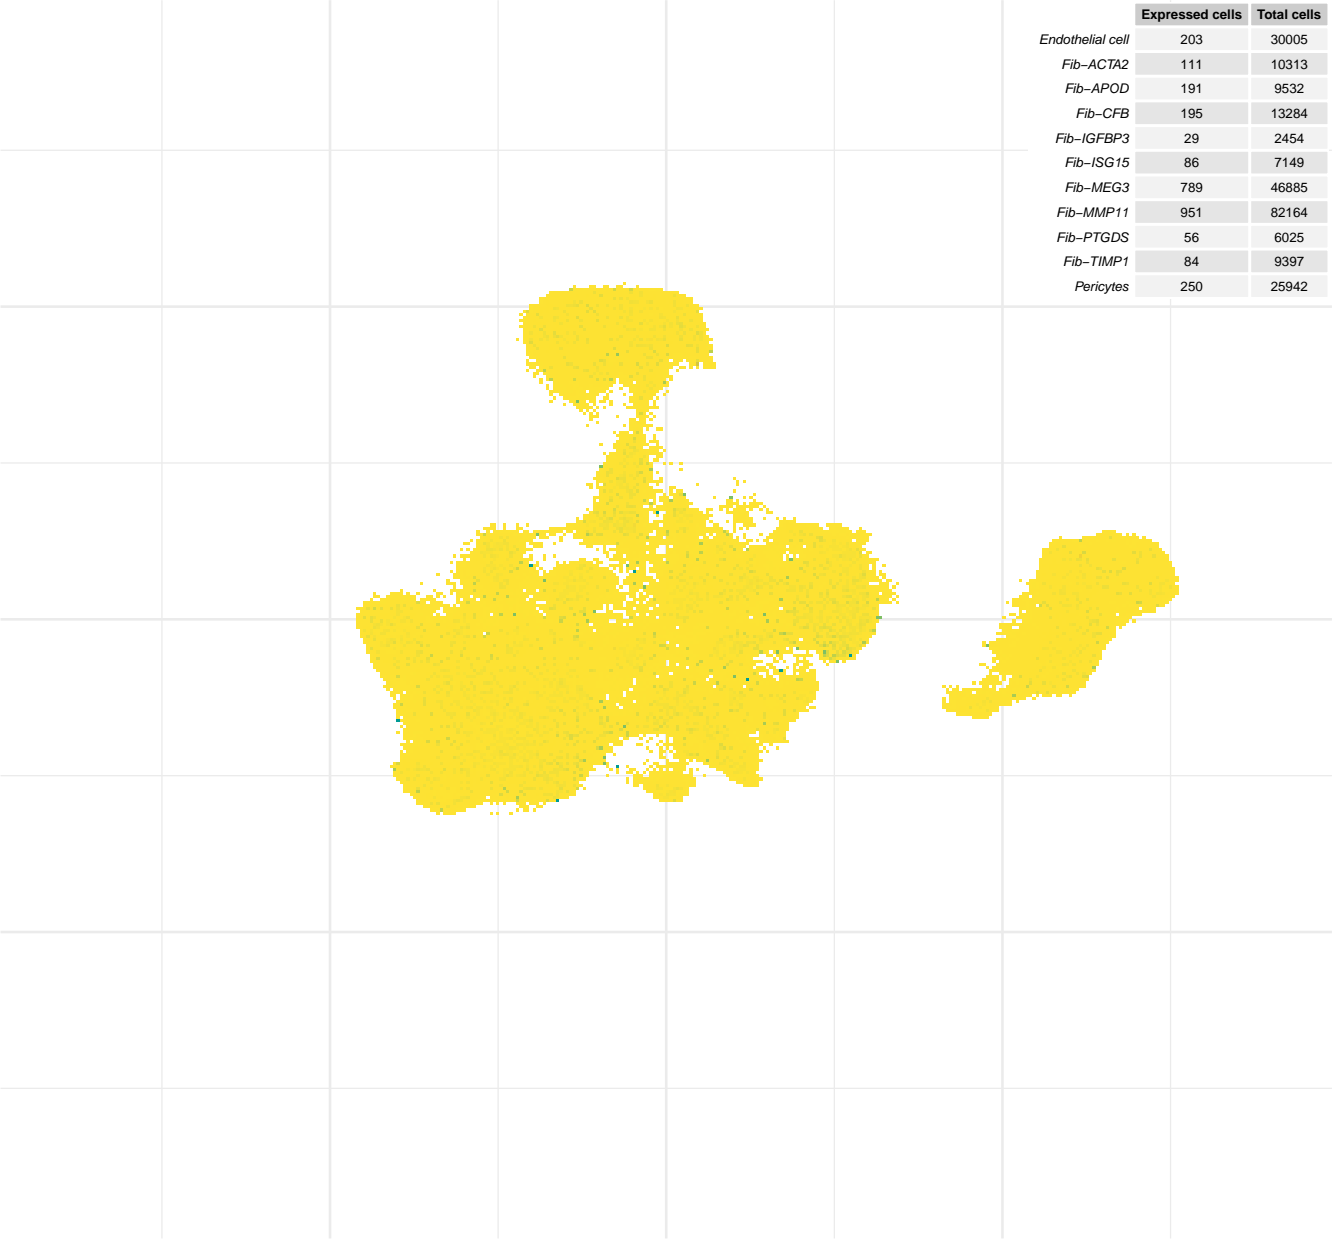 Expressed cells Total cells
Endothelial cell 203 30005
Fib−ACTA2 111 10313
Fib−APOD 191 9532
Fib−CFB 195 13284
Fib−IGFBP3 29 2454
Fib−ISG15 86 7149
Fib−MEG3 789 46885
Fib−MMP11 951 82164
Fib−PTGDS 56 6025
Fib−TIMP1 84 9397
Pericytes 250 25942